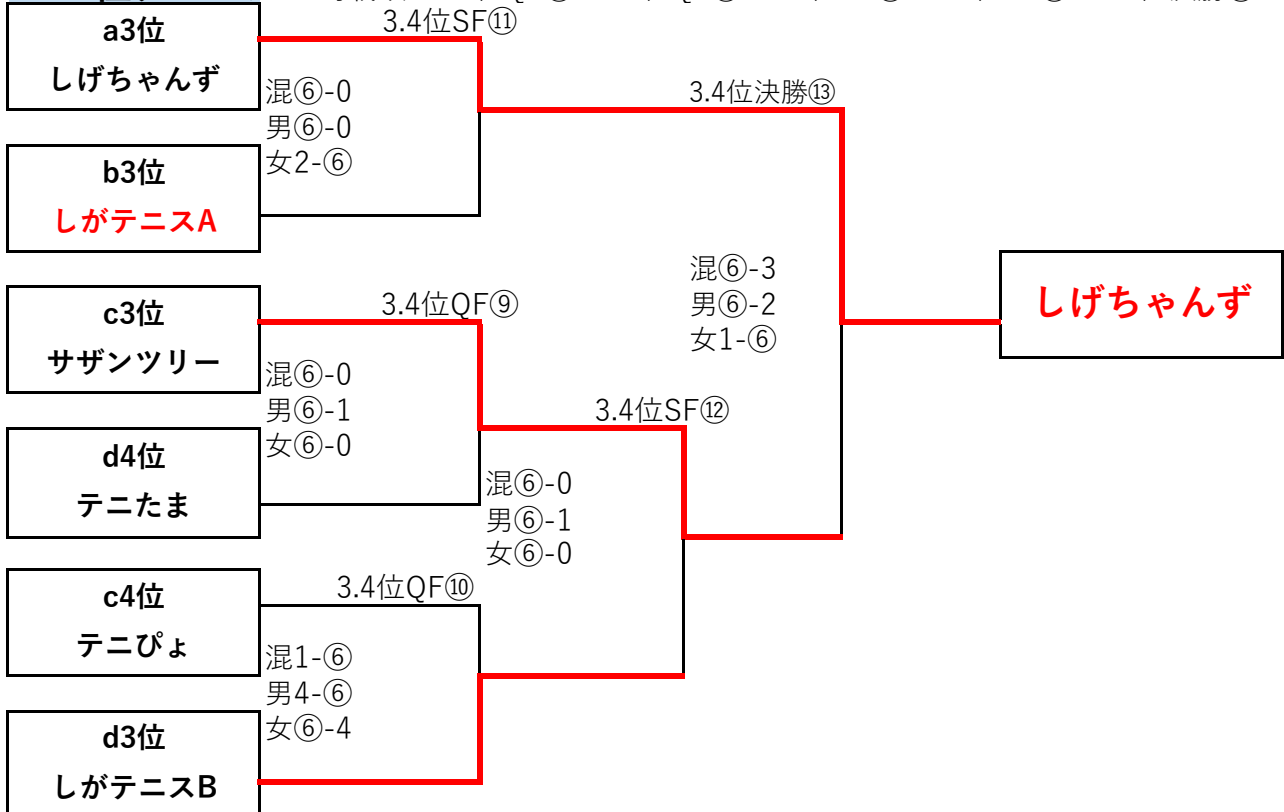 a3位
しげちゃんず
3.4位SF⑪
混⑥-0
男⑥-0
女2-⑥
b3位
しがテニスA
3.4位決勝⑬
混⑥-3
男⑥-2
女1-⑥
しげちゃんず
c3位
サザンツリー
3.4位QF⑨
混⑥-0
男⑥-1
女⑥-0
d4位
テニたま
3.4位SF⑫
混⑥-0
男⑥-1
女⑥-0
c4位
テニぴょ
3.4位QF⑩
混1-⑥
男4-⑥
女⑥-4
d3位
しがテニスB